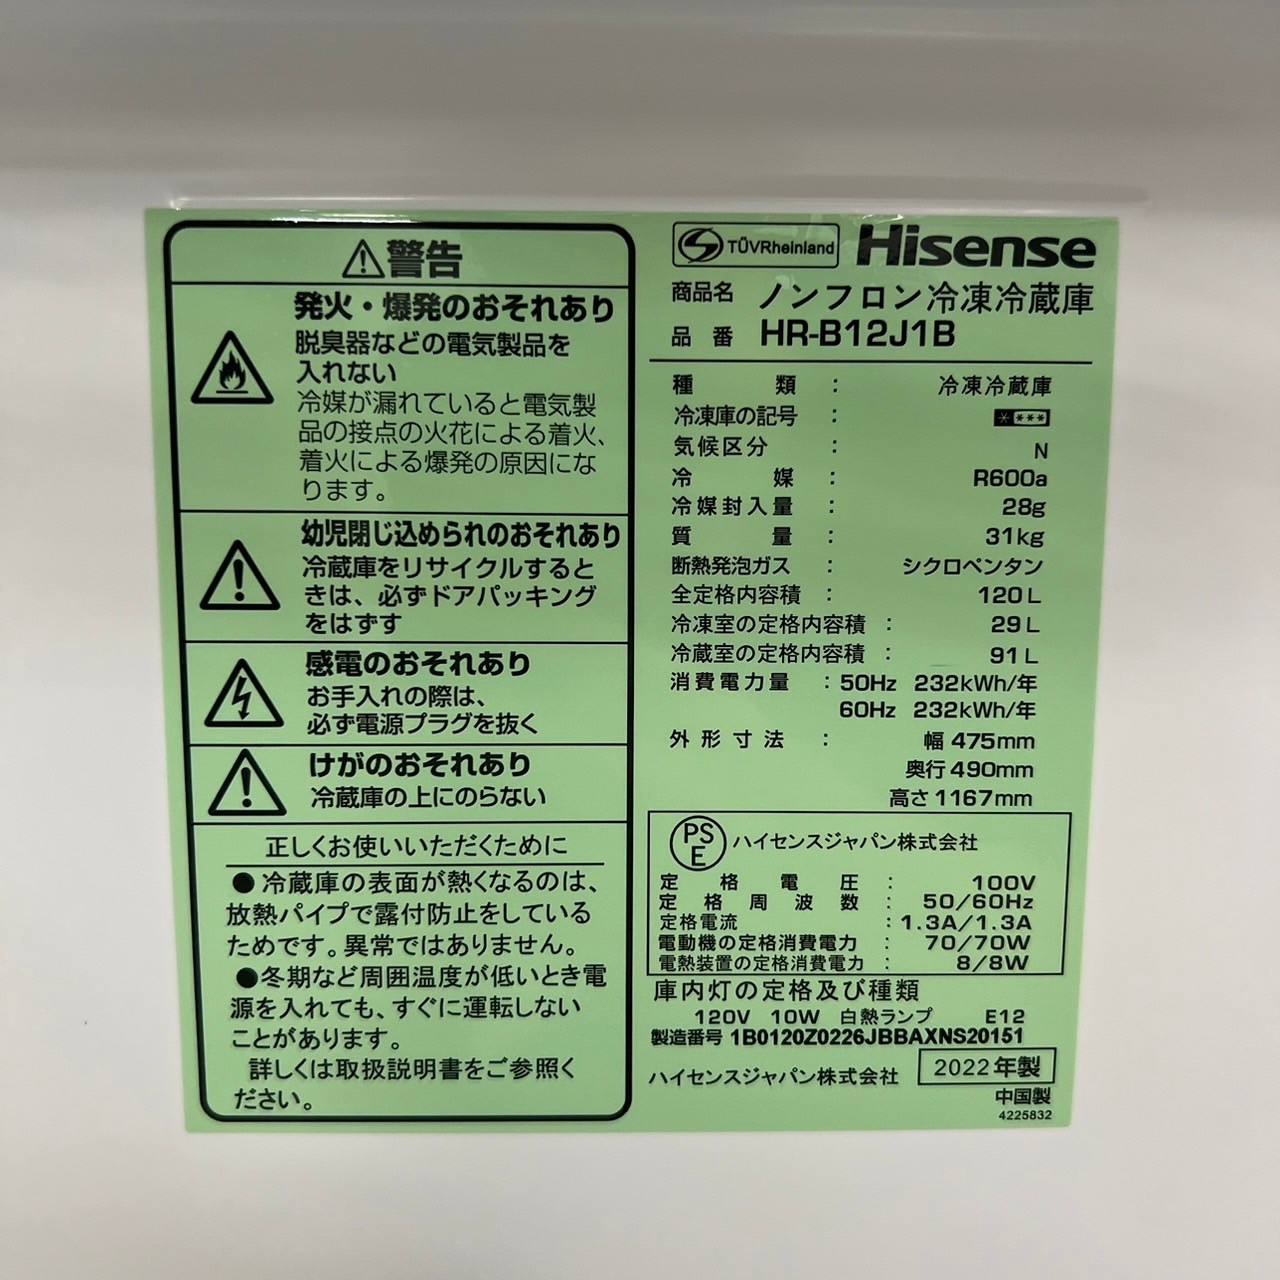 警告
発火・爆発のおそれあり
脱臭器などの電気製品を
入れない
冷媒が漏れていると電気製
品の接点の火花による着火、
着火による爆発の原因にな
ります。
幼児閉じ込められのおそれあり
冷蔵庫をリサイクルすると
きは、必ずドアパッキング
をはずす
感電のおそれあり
お手入れの際は、
必ず電源プラグを抜く
けがのおそれあり
冷蔵庫の上にのらない
正しくお使いいただくために
●冷蔵庫の表面が熱くなるのは、
放熱パイプで露付防止をしている
ためです。異常ではありません。
●冬期など周囲温度が低いとき電
源を入れても、すぐに運転しない
ことがあります。
詳しくは取扱説明書をご参照く
ださい。
TÜVRheinland Hisense
商品名 ノンフロン冷凍冷蔵庫
品番 HR-B12J1B
種類 : 冷凍冷蔵庫
冷凍庫の記号 : * ***
気候区分 : N
冷媒 : R600a
冷媒封入量 : 28g
質量 : 31kg
断熱発泡ガス : シクロペンタン
全定格内容積 : 120L
冷凍室の定格内容積 : 29L
冷蔵室の定格内容積 : 91L
消費電力量 : 50Hz 232kWh/年
60Hz 232kWh/年
外形寸法 : 幅 475mm
奥行 490mm
高さ 1167mm
PSE ハイセンスジャパン株式会社
定格電圧 : 100V
定格周波数 : 50/60Hz
定格電流 : 1.3A/1.3A
電動機の定格消費電力 : 70/70W
電熱装置の定格消費電力 : 8/8W
庫内灯の定格及び種類
120V 10W 白熱ランプ E12
製造番号 1B0120Z0226JBBAXNS20151
ハイセンスジャパン株式会社 2022年製
中国製
4225832